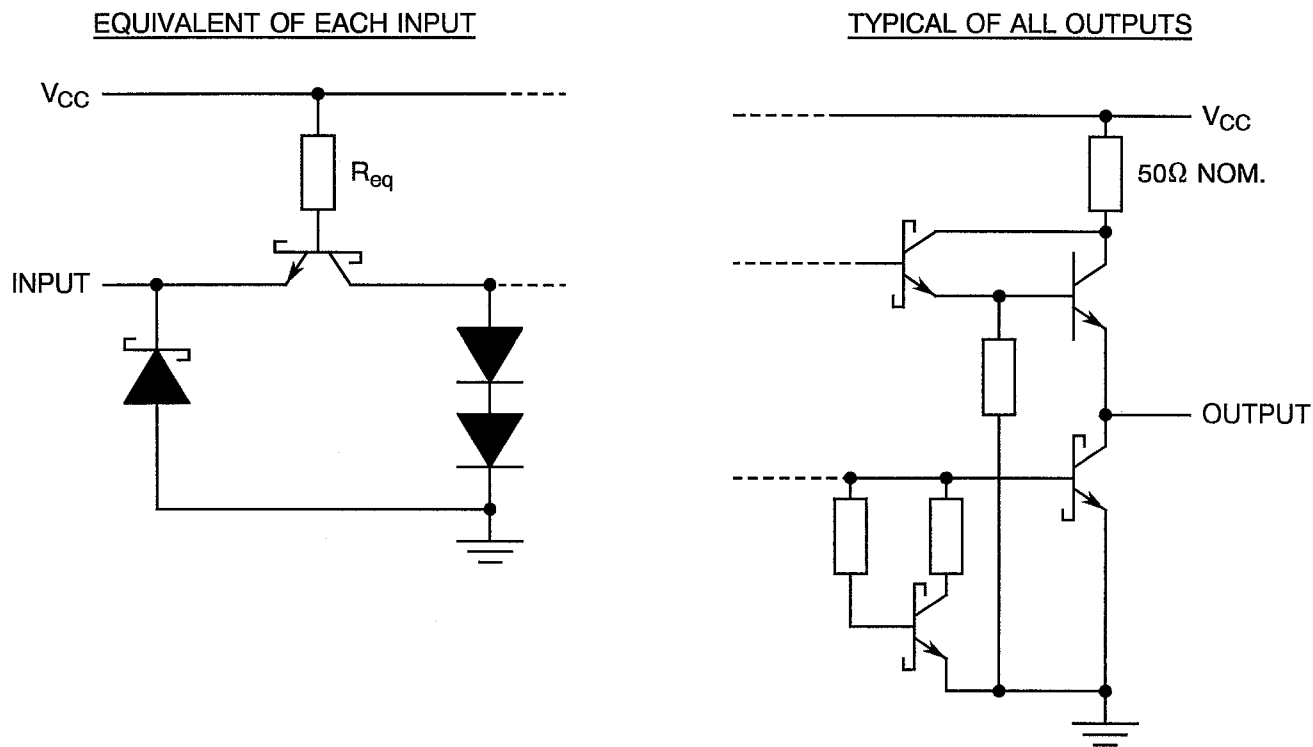 EQUIVALENT OF EACH INPUT
VCC
Req
INPUT
TYPICAL OF ALL OUTPUTS
VCC
50Ω NOM.
OUTPUT